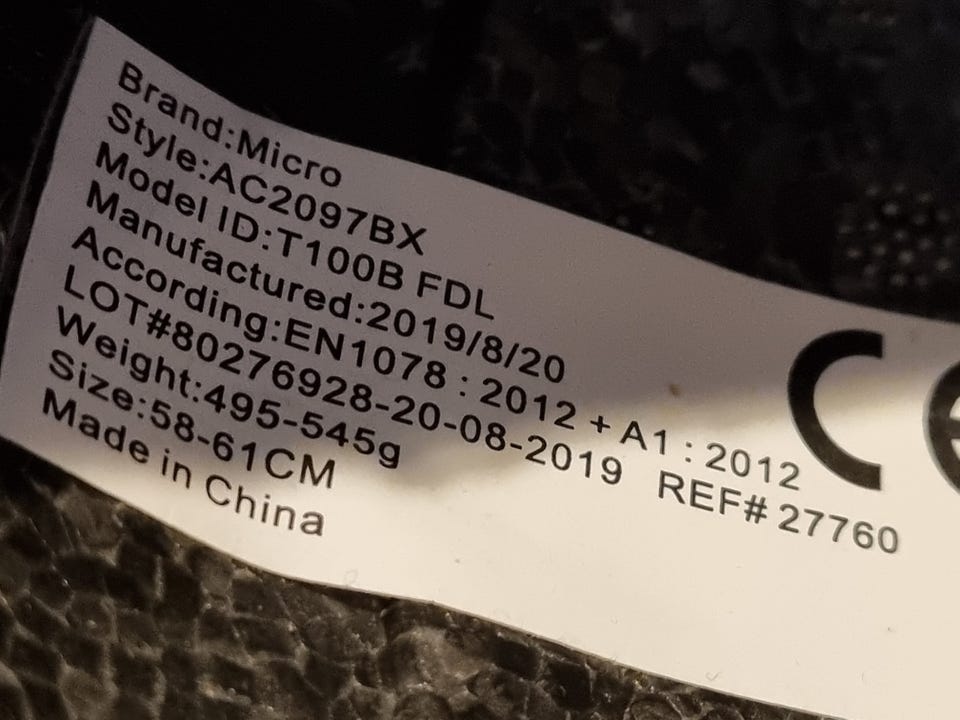 Brand:Micro
Style:AC2097BX
Model ID:T100B FDL
Manufactured:2019/8/20
According:EN1078 : 2012 + A1 : 2012
LOT#80276928-20-08-2019 REF# 27760
Weight:495-545g
Size:58-61CM
Made in China
CE